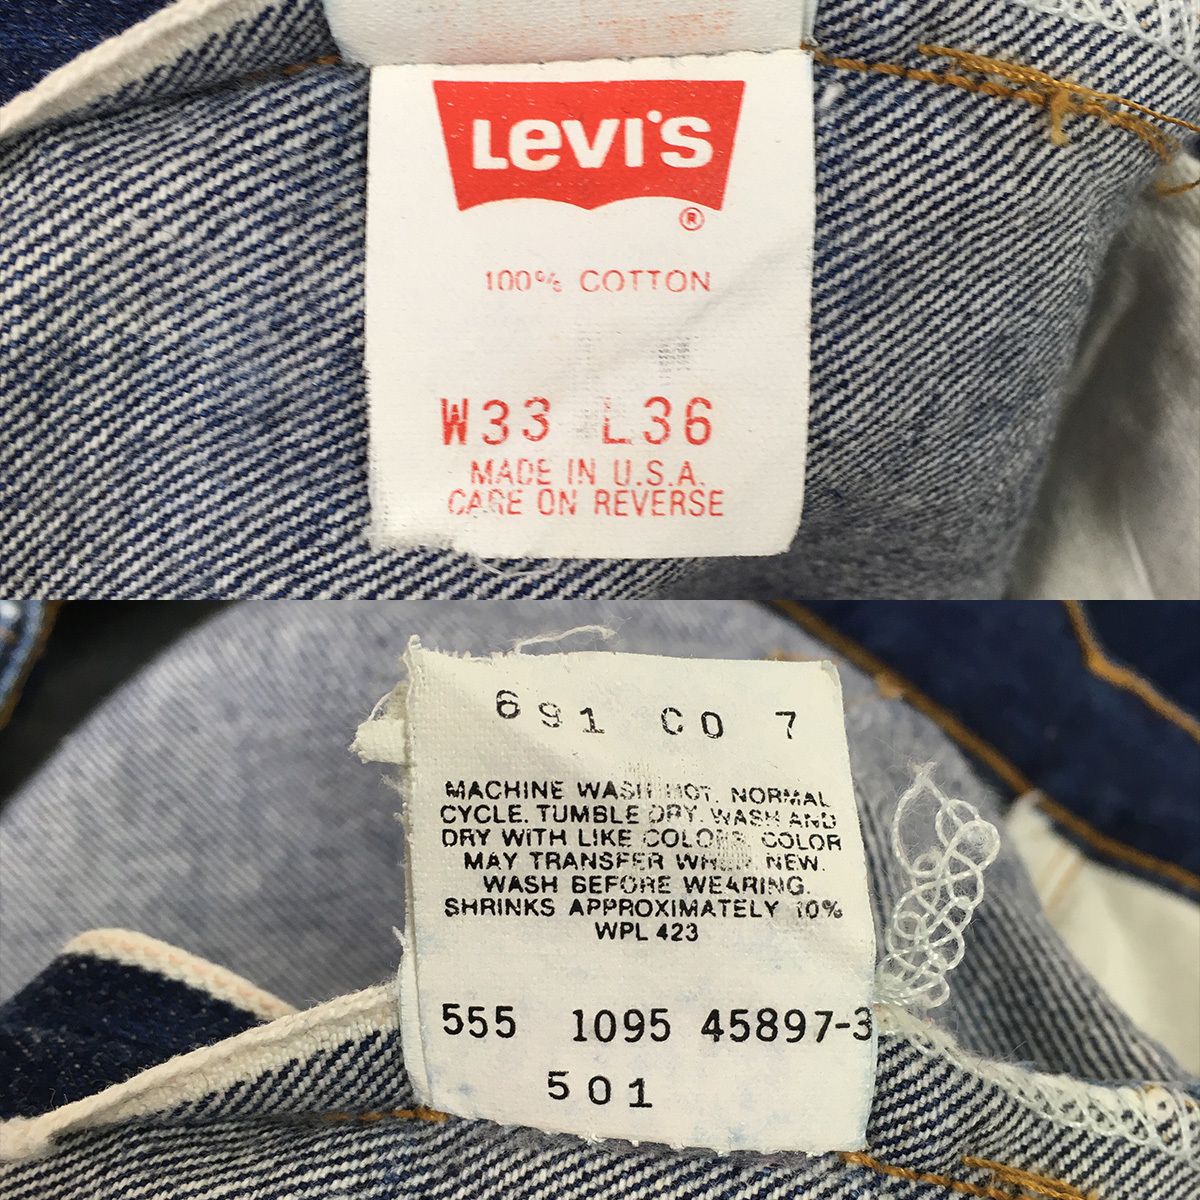 Levi's
®
100% COTTON
W33 L36
MADE IN U.S.A.
CARE ON REVERSE
691 CO 7
MACHINE WASH HOT. NORMAL
CYCLE. TUMBLE DRY. WASH AND
DRY WITH LIKE COLORS. COLOR
MAY TRANSFER WHEN NEW.
WASH BEFORE WEARING.
SHRINKS APPROXIMATELY 10%
WPL 423
555 1095 45897-3
501